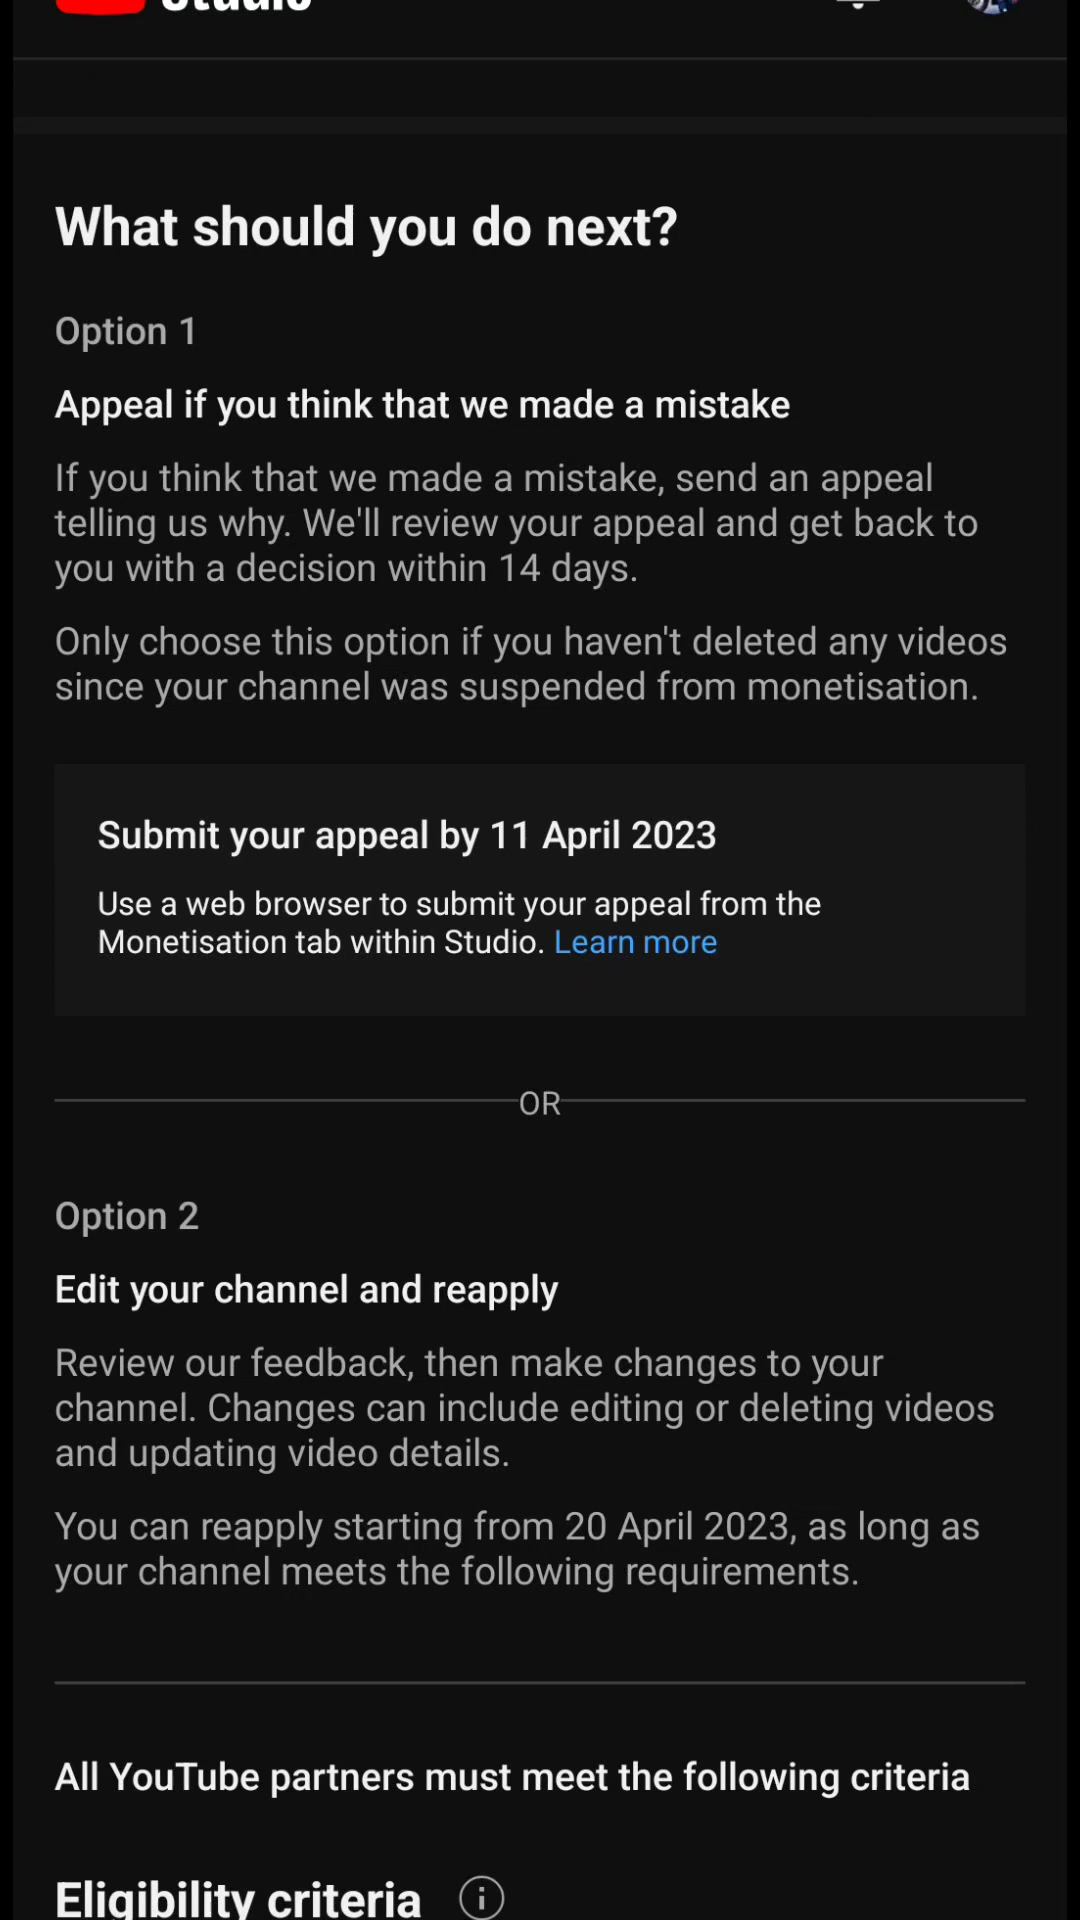 Studio
What should you do next?
Option 1
Appeal if you think that we made a mistake
If you think that we made a mistake, send an appeal
telling us why. We'll review your appeal and get back to
you with a decision within 14 days.
Only choose this option if you haven't deleted any videos
since your channel was suspended from monetisation.
Submit your appeal by 11 April 2023
Use a web browser to submit your appeal from the
Monetisation tab within Studio. Learn more
OR
Option 2
Edit your channel and reapply
Review our feedback, then make changes to your
channel. Changes can include editing or deleting videos
and updating video details.
You can reapply starting from 20 April 2023, as long as
your channel meets the following requirements.
All YouTube partners must meet the following criteria
Eligibility criteria